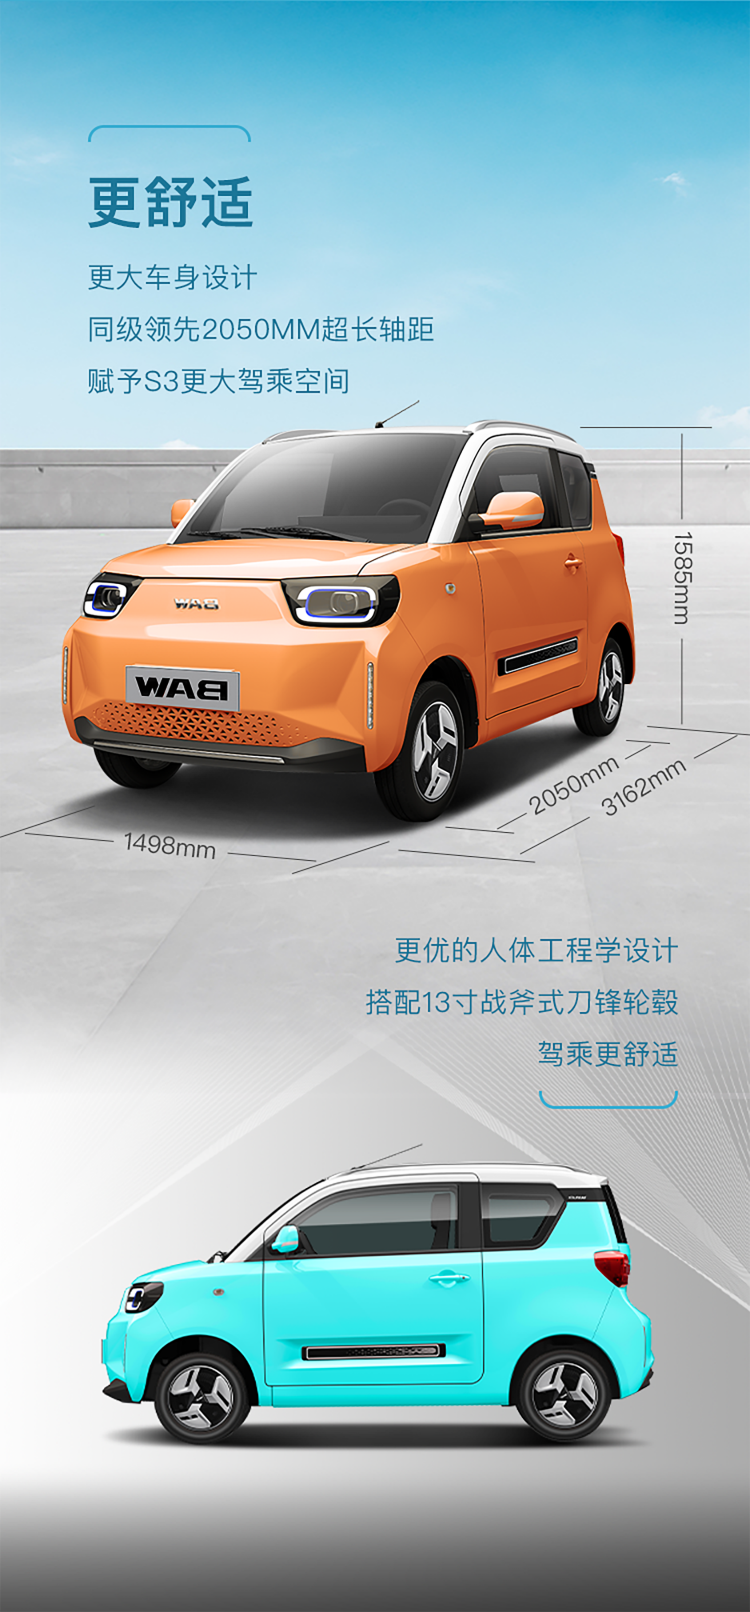 更舒适
更大车身设计
同级领先2050MM超长轴距
赋予S3更大驾乘空间
BAW
BAW
1585mm
2050mm
3162mm
1498mm
更优的人体工程学设计
搭配13寸战斧式刀锋轮毂
驾乘更舒适